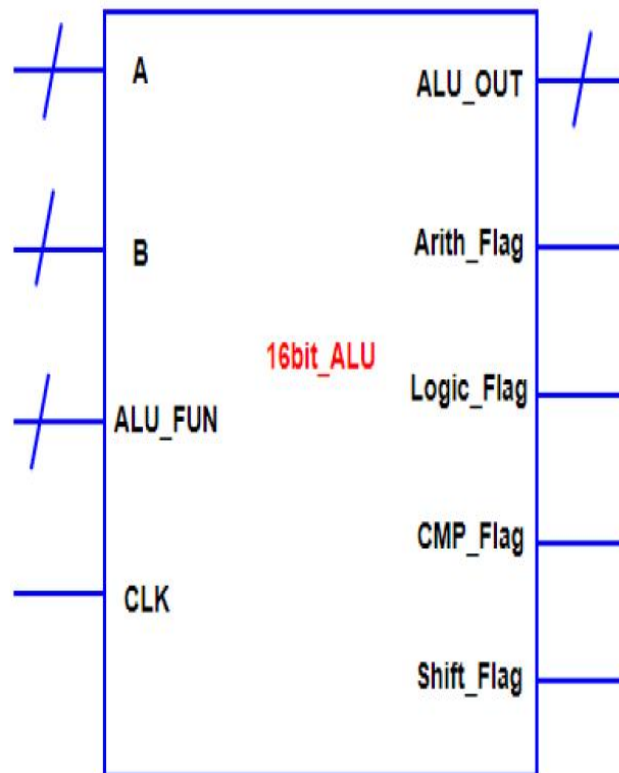 A
ALU_OUT
B
Arith_Flag
16bit_ALU
Logic_Flag
ALU_FUN
CMP_Flag
CLK
Shift_Flag